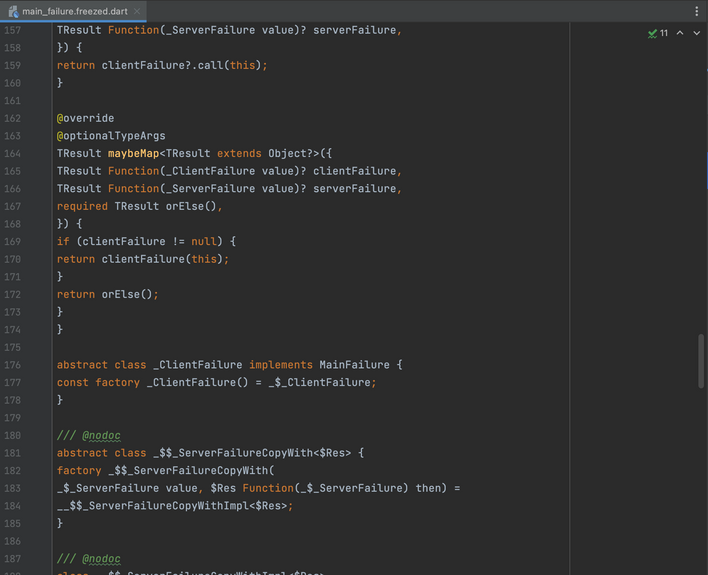 main_failure.freezed.dart
11
157 TResult Function(_ServerFailure value)? serverFailure,
158 }) {
159 return clientFailure?.call(this);
160 }
161
162 @override
163 @optionalTypeArgs
164 TResult maybeMap<TResult extends Object?>({
165 TResult Function(_ClientFailure value)? clientFailure,
166 TResult Function(_ServerFailure value)? serverFailure,
167 required TResult orElse(),
168 }) {
169 if (clientFailure != null) {
170 return clientFailure(this);
171 }
172 return orElse();
173 }
174 }
175
176 abstract class _ClientFailure implements MainFailure {
177 const factory _ClientFailure() = _$_ClientFailure;
178 }
179
180 /// @nodoc
181 abstract class _$$_ServerFailureCopyWith<$Res> {
182 factory _$$_ServerFailureCopyWith(
183 _$_ServerFailure value, $Res Function(_$_ServerFailure) then) =
184 __$$_ServerFailureCopyWithImpl<$Res>;
185 }
186
187 /// @nodoc